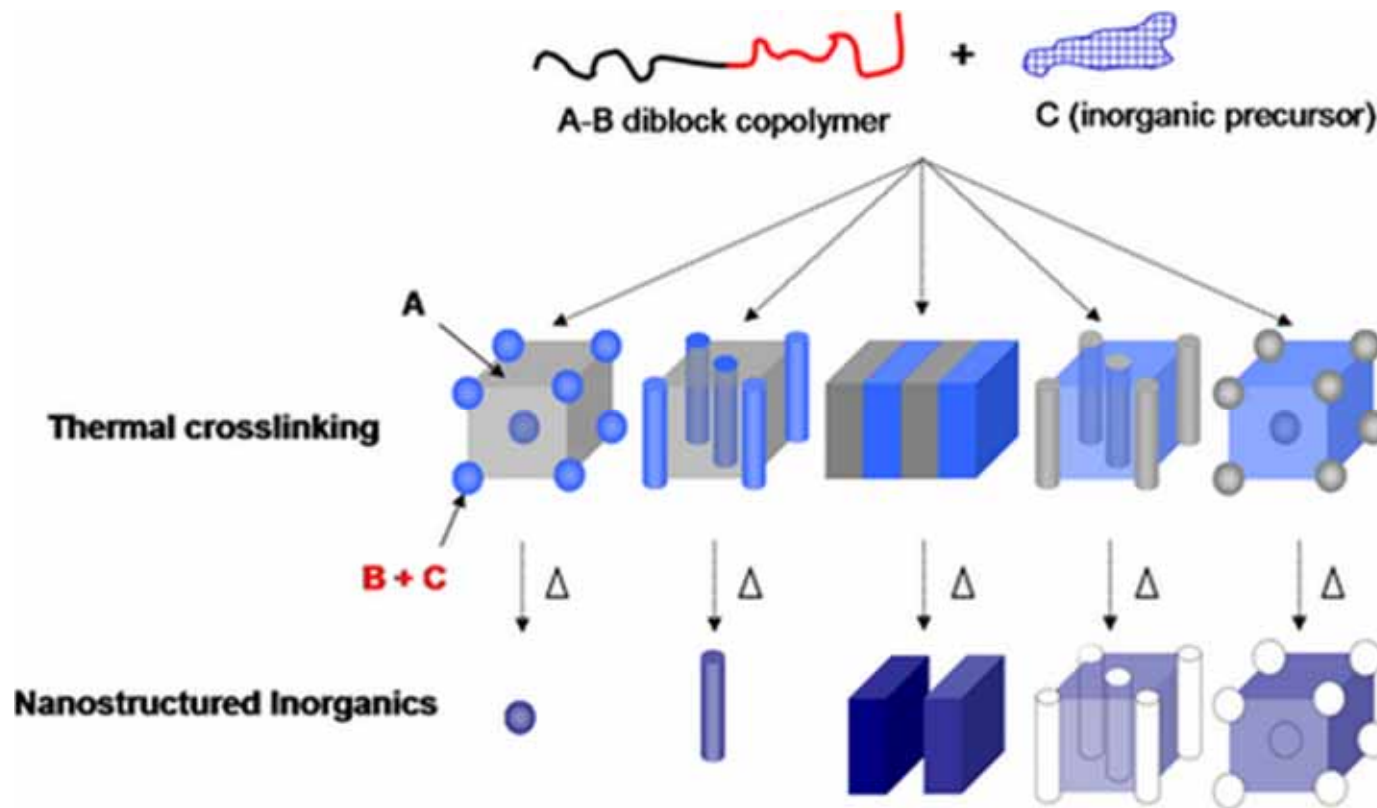 +
A-B diblock copolymer
C (inorganic precursor)
A
Thermal crosslinking
B + C
Δ Δ Δ Δ Δ
Nanostructured Inorganics